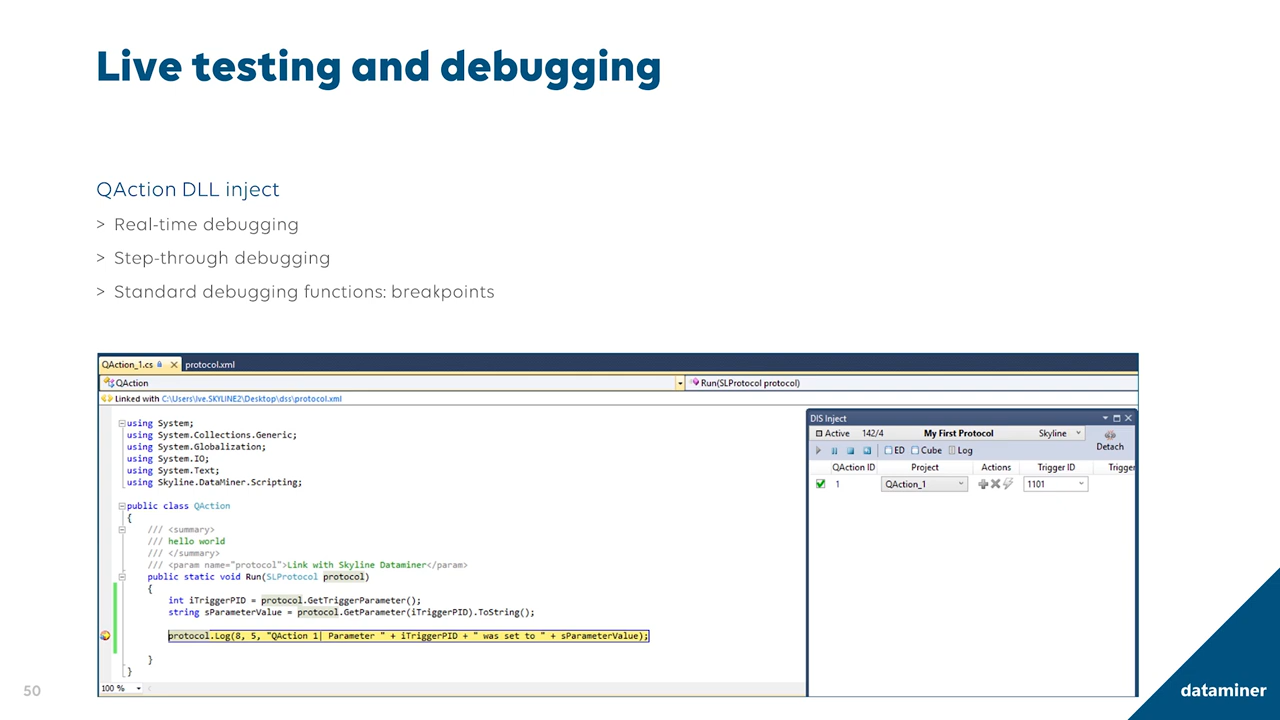 Live testing and debugging
QAction DLL inject
> Real-time debugging
> Step-through debugging
> Standard debugging functions: breakpoints
QAction_1.cs protocol.xml
QAction Run(SLProtocol protocol)
Linked with C:\Users\Ive.SKYLINE2\Desktop\dss\protocol.xml
using System;
using System.Collections.Generic;
using System.Globalization;
using System.IO;
using System.Text;
using Skyline.DataMiner.Scripting;
public class QAction
{
/// <summary>
/// hello world
/// </summary>
/// <param name="protocol">Link with Skyline Dataminer</param>
public static void Run(SLProtocol protocol)
{
int iTriggerPID = protocol.GetTriggerParameter();
string sParameterValue = protocol.GetParameter(iTriggerPID).ToString();
protocol.Log(8, 5, "QAction 1| Parameter " + iTriggerPID + " was set to " + sParameterValue);
}
}
100 %
DIS Inject
Active 142/4 My First Protocol Skyline
Detach
ED Cube Log
QAction ID Project Actions Trigger ID Trigger
1 QAction_1 1101
50
dataminer